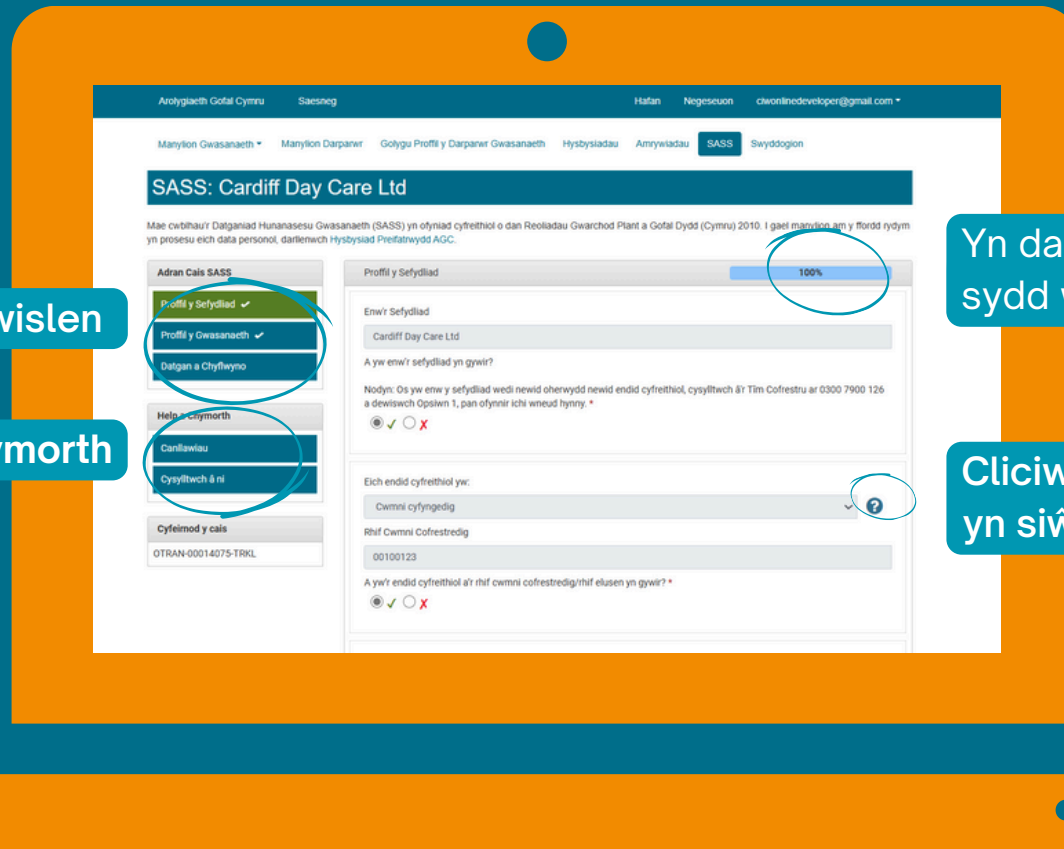 Arolygiaeth Gofal Cymru Saesneg Hafan Negeseuon ciwonlinedeveloper@gmail.com
Manylion Gwasanaeth Manylion Darparwr Golygu Proffil y Darparwr Gwasanaeth Hysbysiadau Amrywiadau SASS Swyddogion
SASS: Cardiff Day Care Ltd
Mae cwblhau'r Datganiad Hunanasesu Gwasanaeth (SASS) yn ofyniad cyfreithiol o dan Reoliadau Gwarchod Plant a Gofal Dydd (Cymru) 2010. I gael manylion am y ffordd rydym
yn prosesu eich data personol, darllenwch Hysbysiad Preifatrwydd AGC.
Adran Cais SASS
Proffil y Sefydliad
Proffil y Gwasanaeth
Datgan a Chyflwyno
Help a Chymorth
Canllawiau
Cysylltwch â ni
Cyfeirnod y cais
OTRAN-00014075-TRKL
Proffil y Sefydliad 100%
Enw'r Sefydliad
Cardiff Day Care Ltd
A yw enw'r sefydliad yn gywir?
Nodyn: Os yw enw y sefydliad wedi newid oherwydd newid endid cyfreithiol, cysylltwch â'r Tîm Cofrestru ar 0300 7900 126
a dewiswch Opsiwn 1, pan ofynnir ichi wneud hynny. *
Eich endid cyfreithiol yw:
Cwmni cyfyngedig
?
Rhif Cwmni Cofrestredig
00100123
A yw'r endid cyfreithiol a'r rhif cwmni cofrestredig/rhif elusen yn gywir? *
wislen
ymorth
Yn da
sydd w
Cliciw
yn siŵ